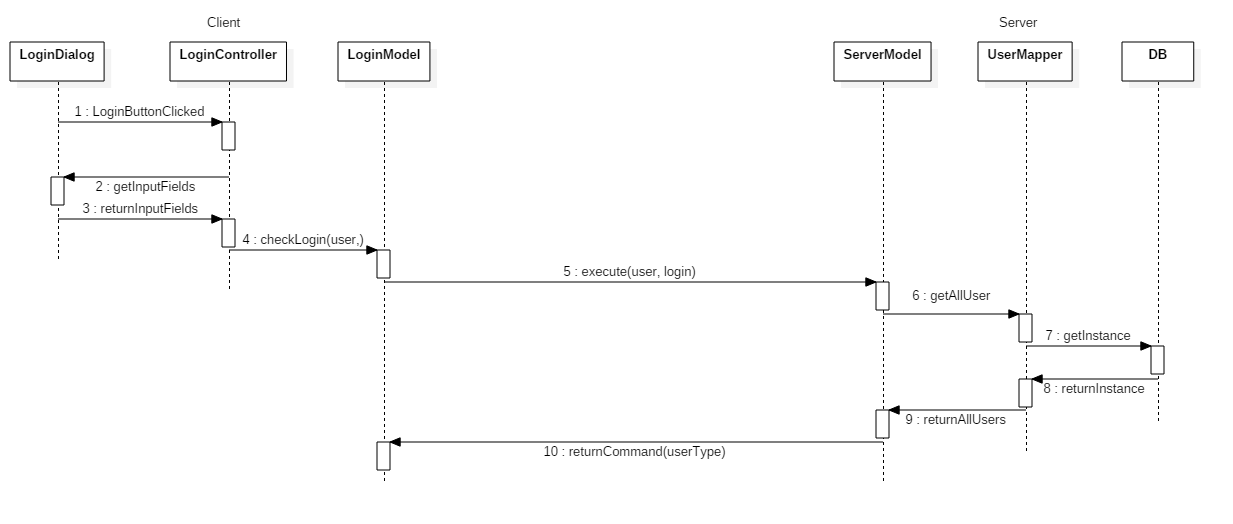 Client
Server
LoginDialog
LoginController
LoginModel
ServerModel
UserMapper
DB
1 : LoginButtonClicked
2 : getInputFields
3 : returnInputFields
4 : checkLogin(user,)
5 : execute(user, login)
6 : getAllUser
7 : getInstance
8 : returnInstance
9 : returnAllUsers
10 : returnCommand(userType)